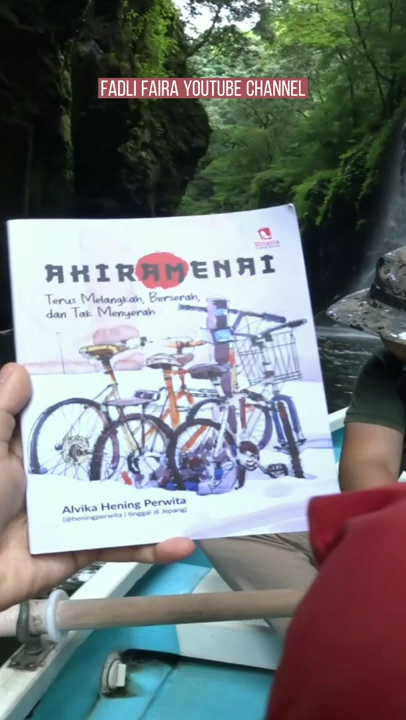 FADLI FAIRA YOUTUBE CHANNEL
AKIRAMENAI
Terus Melangkah, Berserah,
dan Tak Menyerah
Alvika Hening Perwita
(@heningperwita | tinggal di Jepang)